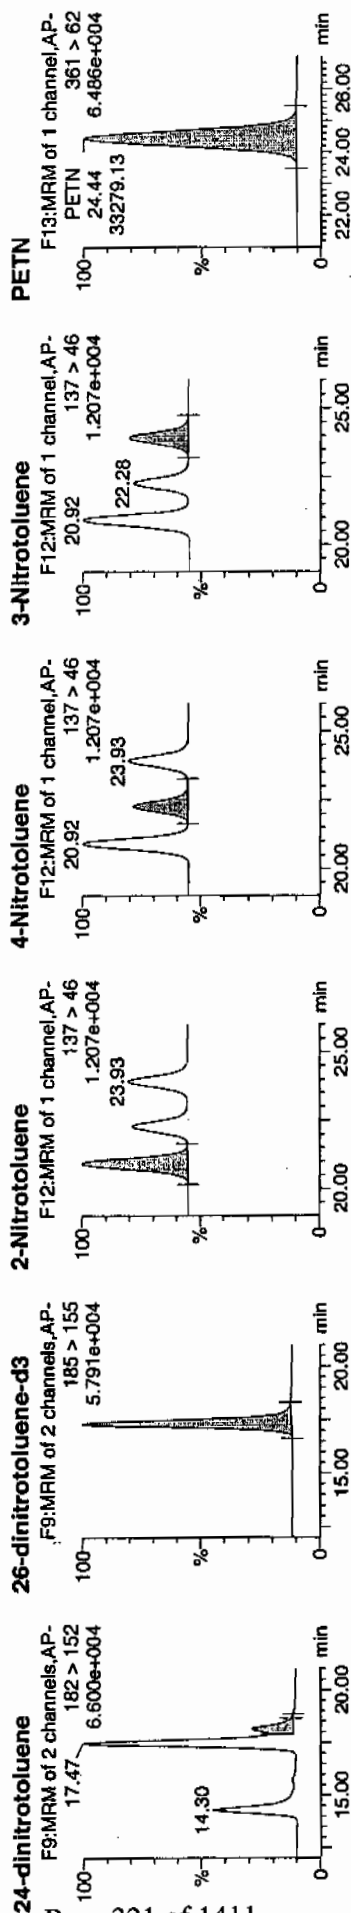 24-dinitrotoluene
F9:MRM of 2 channels,AP-
182 > 152
6.600e+004
17.47
14.30
100
%
0
15.00
20.00
min
26-dinitrotoluene-d3
F9:MRM of 2 channels,AP-
185 > 155
5.791e+004
100
%
0
15.00
20.00
min
2-Nitrotoluene
F12:MRM of 1 channel,AP-
137 > 46
1.207e+004
23.93
100
%
0
20.00
25.00
min
4-Nitrotoluene
F12:MRM of 1 channel,AP-
137 > 46
1.207e+004
20.92
23.93
100
%
0
20.00
25.00
min
3-Nitrotoluene
F12:MRM of 1 channel,AP-
137 > 46
1.207e+004
20.92
22.28
100
%
0
20.00
25.00
min
PETN
F13:MRM of 1 channel,AP-
361 > 62
6.486e+004
PETN
24.44
33279.13
100
%
0
22.00
24.00
26.00
min
321 of 1411